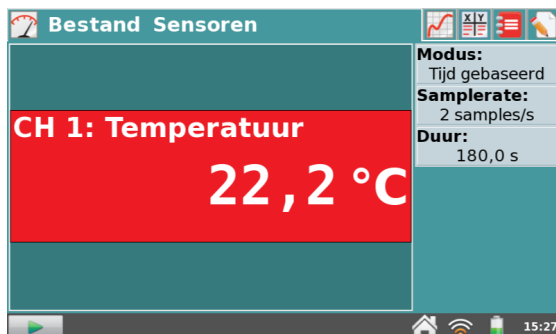 Bestand Sensoren
X Y
Modus:
Tijd gebaseerd
Samplerate:
2 samples/s
Duur:
180,0 s
CH 1: Temperatuur
22,2 °C
15:27